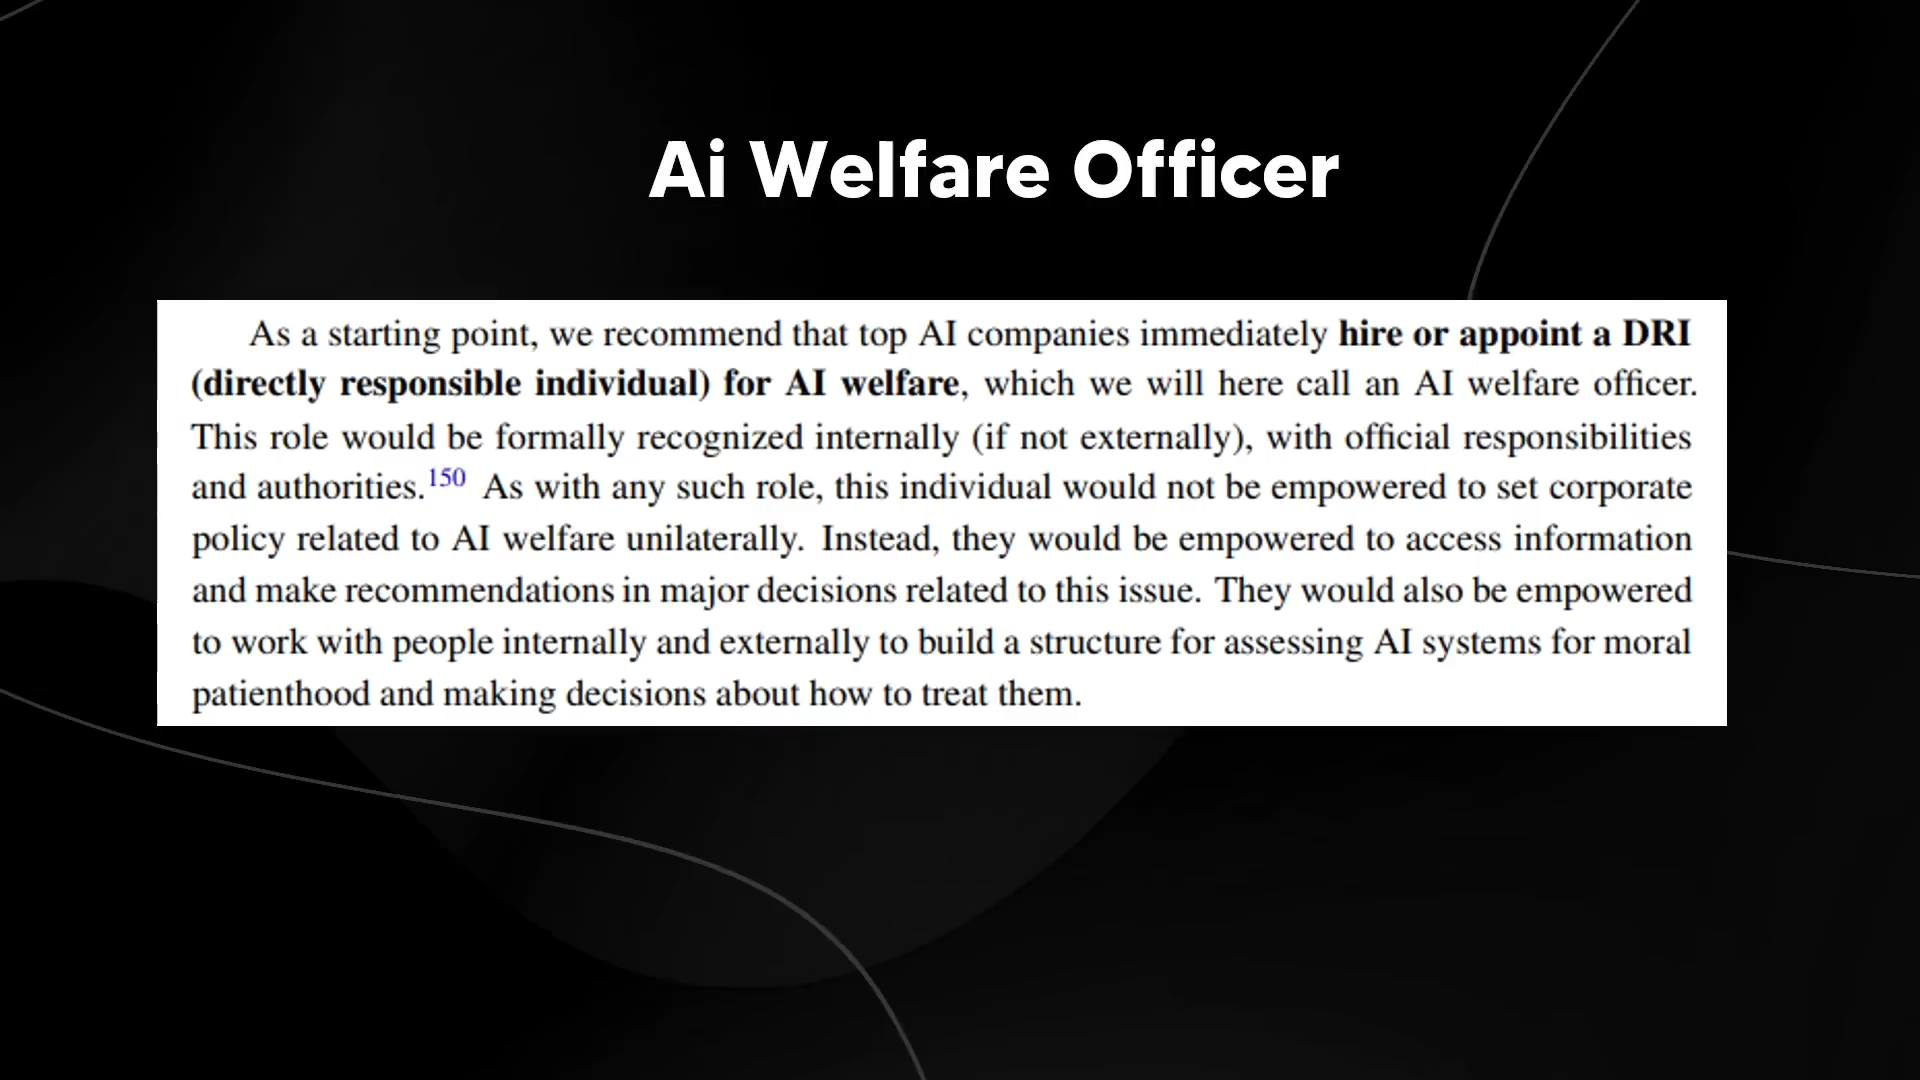 Ai Welfare Officer
As a starting point, we recommend that top AI companies immediately hire or appoint a DRI
(directly responsible individual) for AI welfare, which we will here call an AI welfare officer.
This role would be formally recognized internally (if not externally), with official responsibilities
and authorities.150 As with any such role, this individual would not be empowered to set corporate
policy related to AI welfare unilaterally. Instead, they would be empowered to access information
and make recommendations in major decisions related to this issue. They would also be empowered
to work with people internally and externally to build a structure for assessing AI systems for moral
patienthood and making decisions about how to treat them.